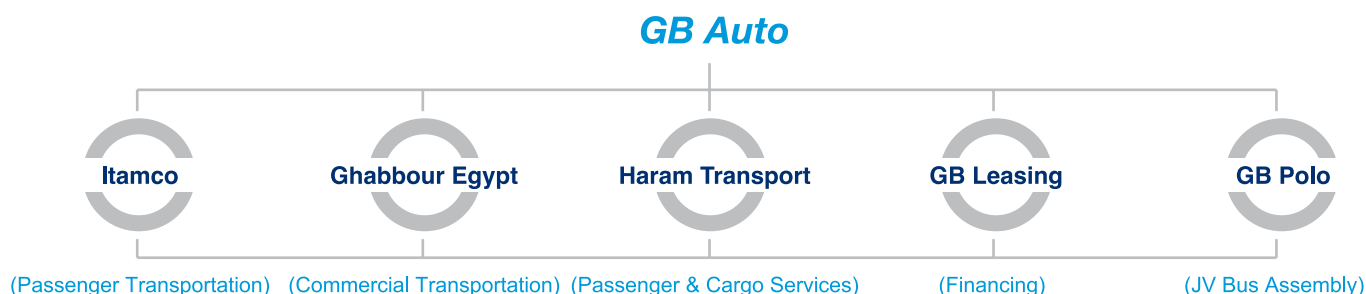 GB Auto
Itamco
Ghabbour Egypt
Haram Transport
GB Leasing
GB Polo
(Passenger Transportation)
(Commercial Transportation)
(Passenger & Cargo Services)
(Financing)
(JV Bus Assembly)